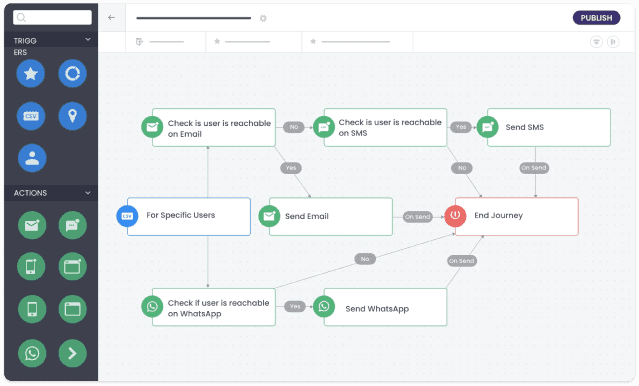 PUBLISH
TRIGG
ERS
CSV
ACTIONS
Check user is reachable
on Email
No
Check is user is reachable
on SMS
Yes
Send SMS
Yes
No
On Send
CSV
For Specific Users
Send Email
On Send
End Journey
No
On Send
Check if user is reachable
on WhatsApp
Yes
Send WhatsApp